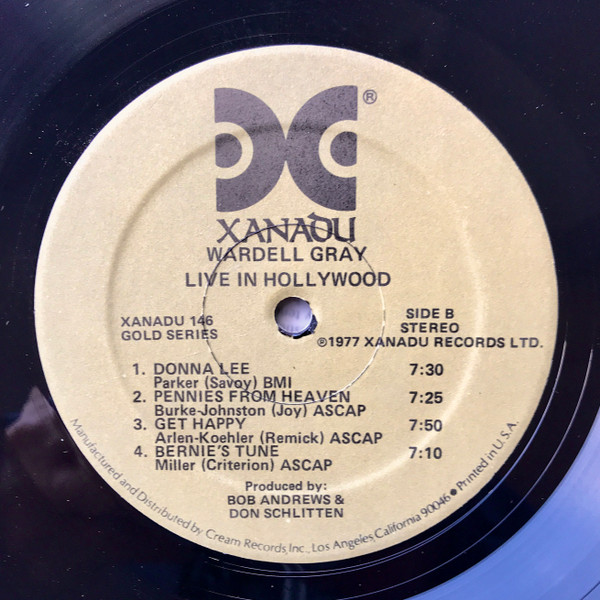 ®
XANADU
WARDELL GRAY
LIVE IN HOLLYWOOD
XANADU 146
GOLD SERIES
SIDE B
STEREO
℗1977 XANADU RECORDS LTD.
1. DONNA LEE 7:30
Parker (Savoy) BMI
2. PENNIES FROM HEAVEN 7:25
Burke-Johnston (Joy) ASCAP
3. GET HAPPY 7:50
Arlen-Koehler (Remick) ASCAP
4. BERNIE'S TUNE 7:10
Miller (Criterion) ASCAP
Produced by:
BOB ANDREWS &
DON SCHLITTEN
Manufactured and Distributed by Cream Records, Inc., Los Angeles, California 90046 ● Printed in U.S.A.